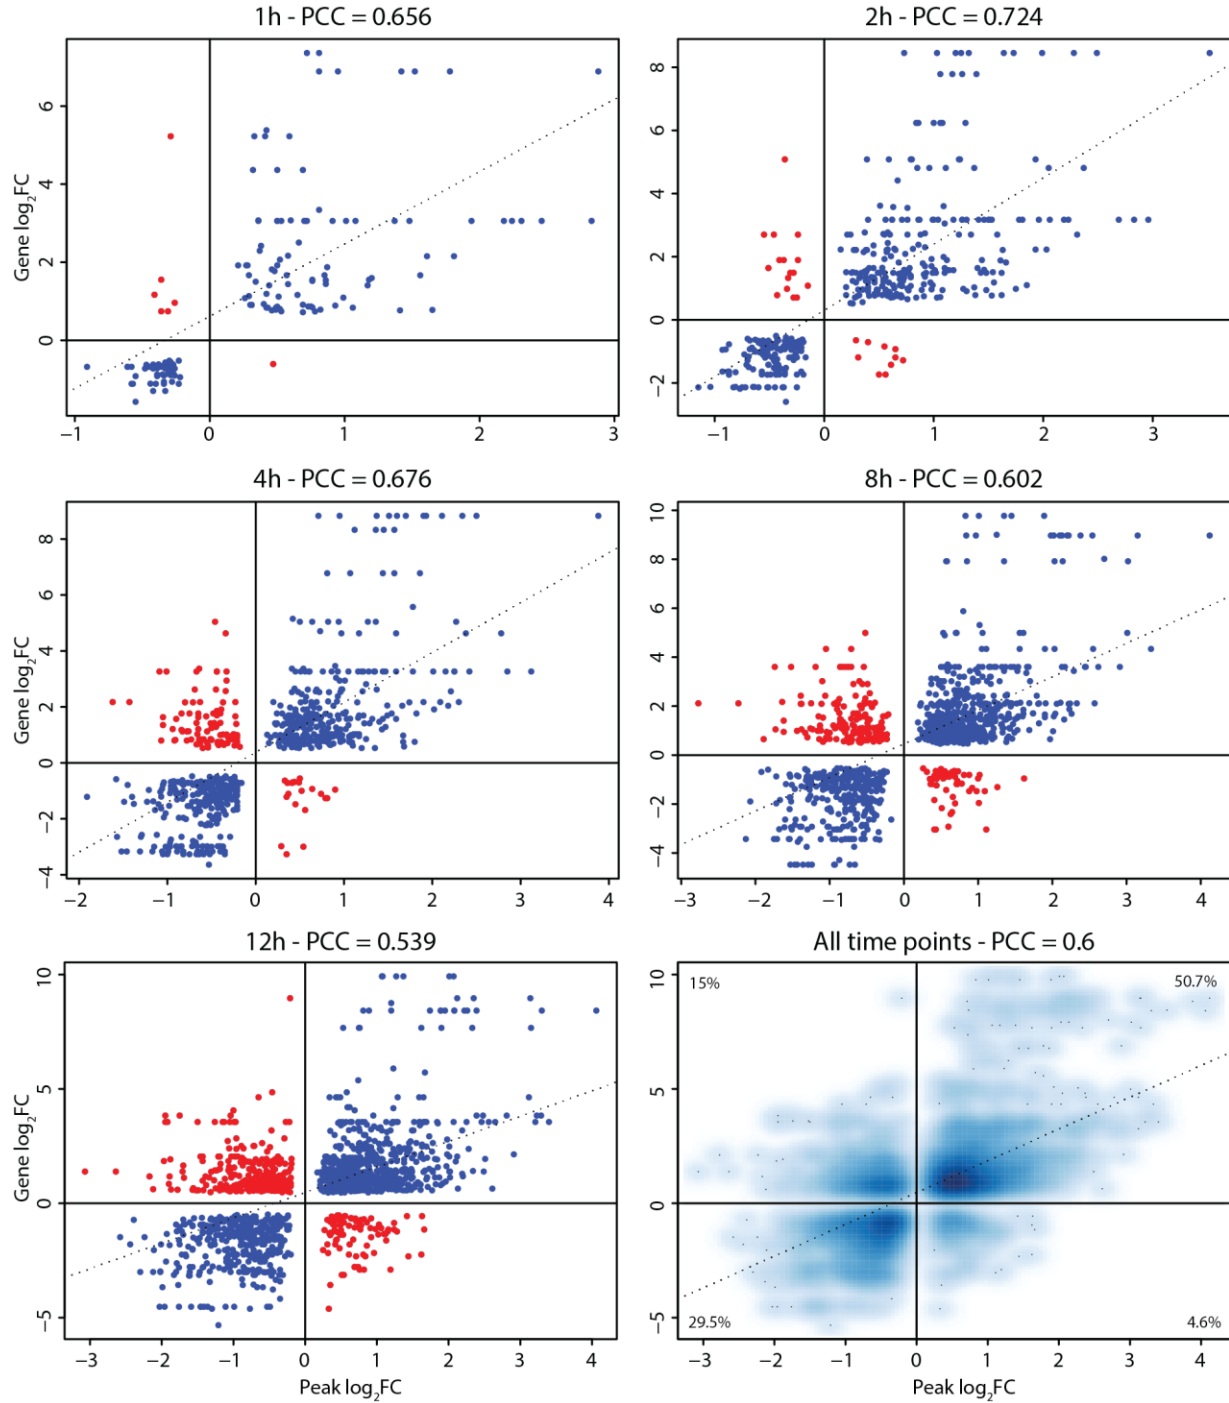 1h - PCC = 0.656
2h - PCC = 0.724
Gene log₂FC
6
4
2
0
−1 0 1 2 3
8
6
4
2
0
−2
−1 0 1 2 3
4h - PCC = 0.676
8h - PCC = 0.602
Gene log₂FC
8
6
4
2
0
−2
−4
−2 −1 0 1 2 3 4
10
8
6
4
2
0
−2
−4
−3 −2 −1 0 1 2 3 4
12h - PCC = 0.539
All time points - PCC = 0.6
Gene log₂FC
10
5
0
−5
−3 −2 −1 0 1 2 3 4
Peak log₂FC
10
5
0
−5
15% 50.7%
29.5% 4.6%
−3 −2 −1 0 1 2 3 4
Peak log₂FC